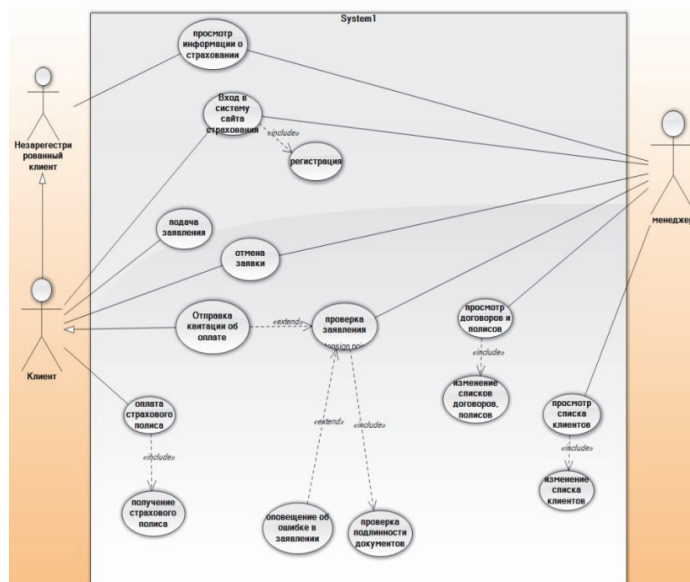 System1
просмотр
информации о
страховании
Вход в
систему
сайта
страхования
«include»
регистрация
Незарегестри
рованный
клиент
менеджер
подача
заявления
отмена
заявки
Отправка
квитации об
оплате
«extend»
проверка
заявления
просмотр
договоров и
полисов
Клиент
«include»
оплата
страхового
полиса
изменение
списков
договоров,
полисов
просмотр
списка
клиентов
«extend»
«include»
«include»
«include»
получение
страхового
полиса
изменение
списка
клиентов
оповещение об
ошибке в
заявлении
проверка
подлинности
документов